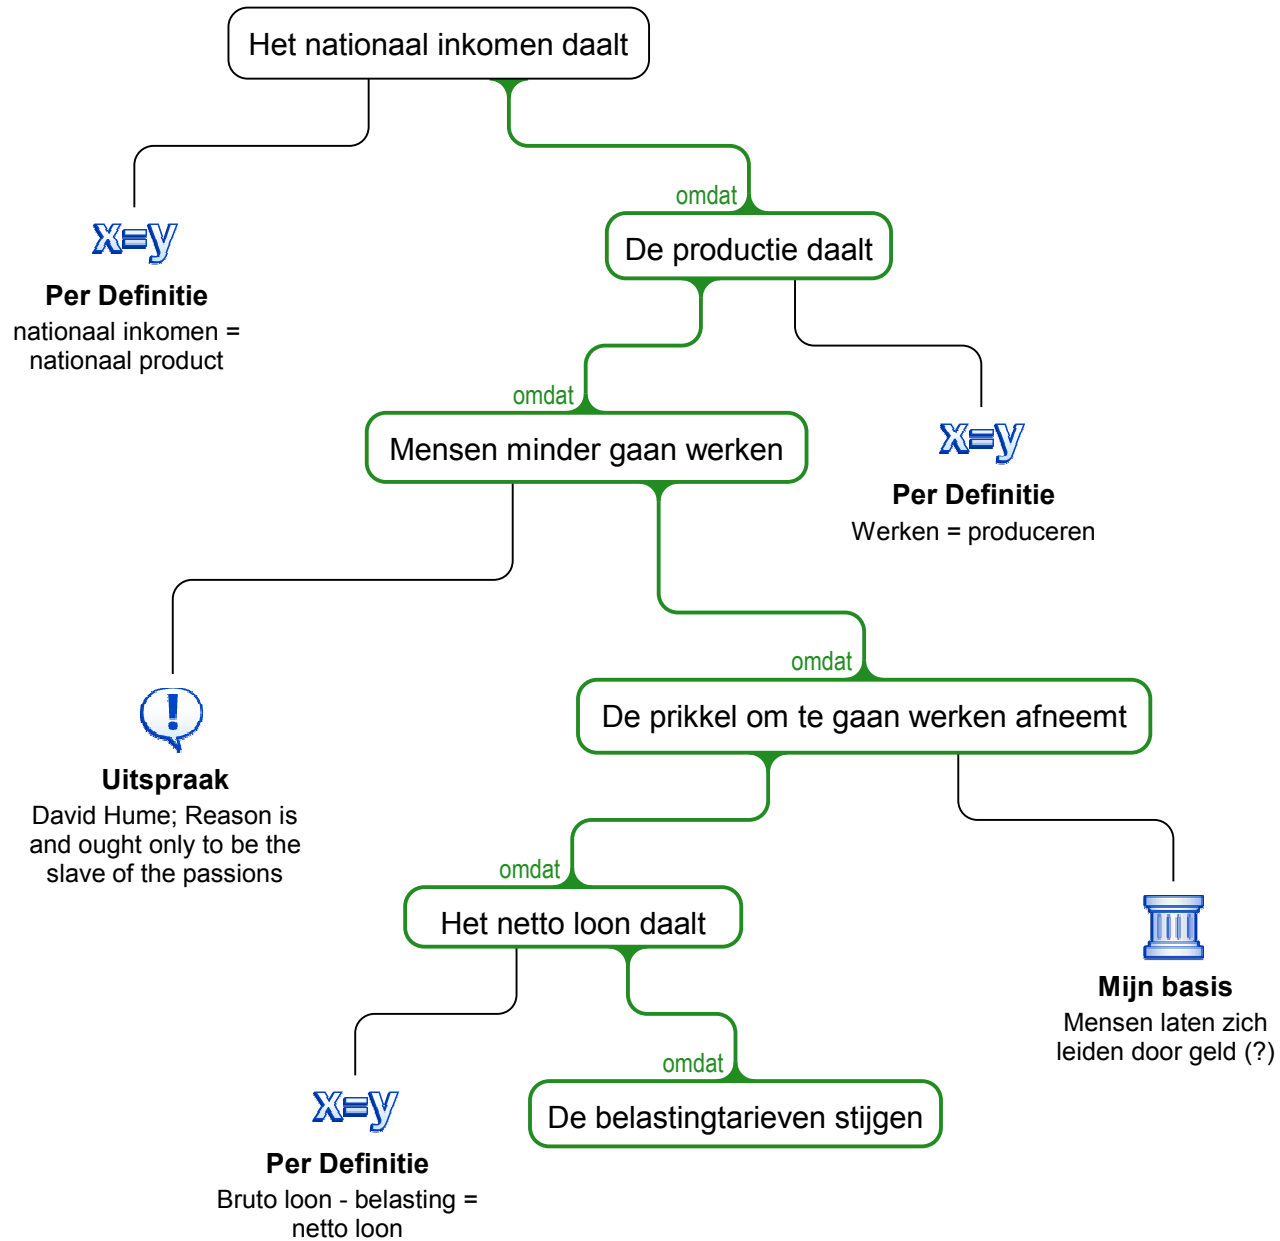 Het nationaal inkomen daalt
omdat
x=y
De productie daalt
Per Definitie
nationaal inkomen =
nationaal product
omdat
Mensen minder gaan werken
x=y
Per Definitie
Werken = produceren
omdat
De prikkel om te gaan werken afneemt
!
Uitspraak
David Hume; Reason is
and ought only to be the
slave of the passions
omdat
Het netto loon daalt
Mijn basis
Mensen laten zich
leiden door geld (?)
omdat
x=y
De belastingtarieven stijgen
Per Definitie
Bruto loon - belasting =
netto loon